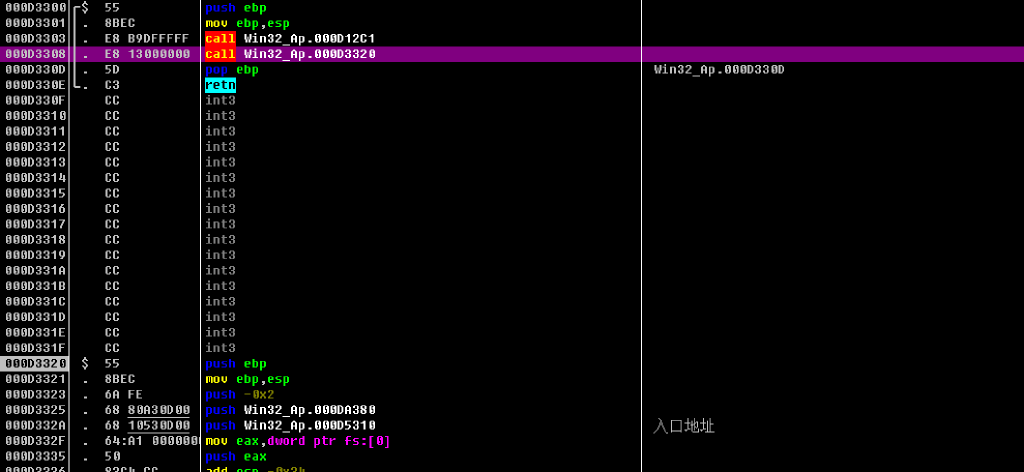 000D3300 $ 55 push ebp
000D3301 . 8BEC mov ebp,esp
000D3303 . E8 B9DFFFFF call Win32_Ap.000D12C1
000D3308 . E8 13000000 call Win32_Ap.000D3320
000D330D . 5D pop ebp Win32_Ap.000D330D
000D330E . C3 retn
000D330F CC int3
000D3310 CC int3
000D3311 CC int3
000D3312 CC int3
000D3313 CC int3
000D3314 CC int3
000D3315 CC int3
000D3316 CC int3
000D3317 CC int3
000D3318 CC int3
000D3319 CC int3
000D331A CC int3
000D331B CC int3
000D331C CC int3
000D331D CC int3
000D331E CC int3
000D331F CC int3
000D3320 $ 55 push ebp
000D3321 . 8BEC mov ebp,esp
000D3323 . 6A FE push -0x2
000D3325 . 68 80A30D00 push Win32_Ap.000DA380
000D332A . 68 10530D00 push Win32_Ap.000D5310 入口地址
000D332F . 64:A1 000000 mov eax,dword ptr fs:[0]
000D3335 . 50 push eax
000D3336 . 83C4 CC add esp,-0x34